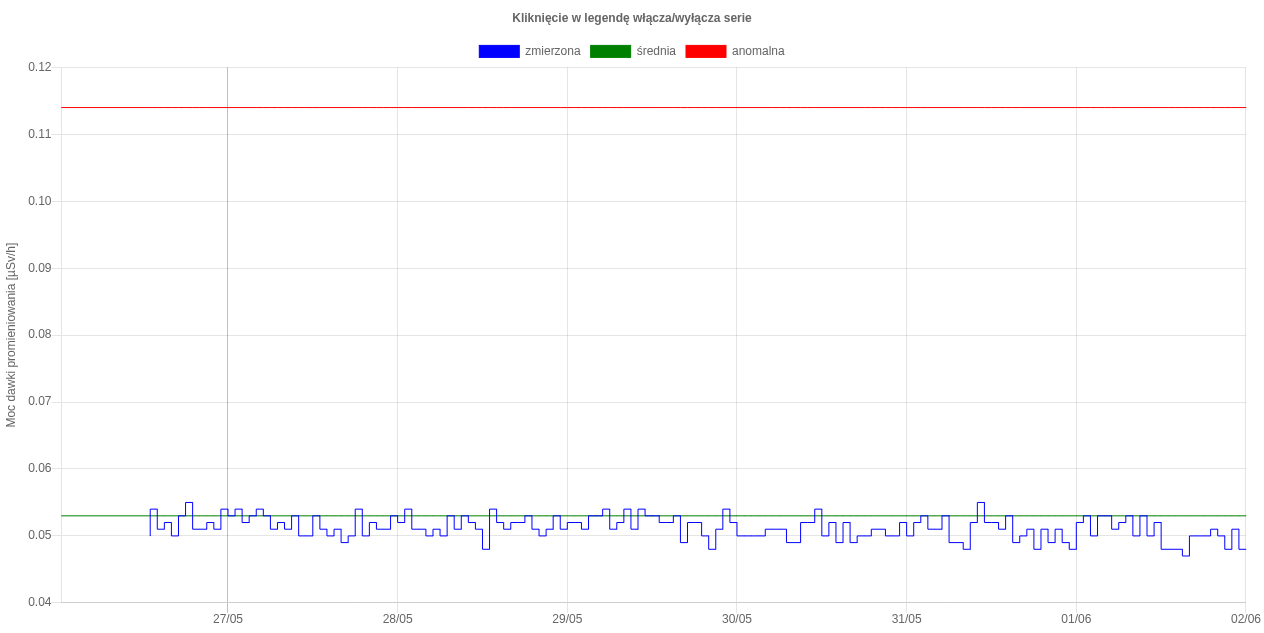 Kliknięcie w legendę włącza/wyłącza serie
zmierzona średnia anomalna
Moc dawki promieniowania [µSv/h]
0.12
0.11
0.10
0.09
0.08
0.07
0.06
0.05
0.04
27/05 28/05 29/05 30/05 31/05 01/06 02/06